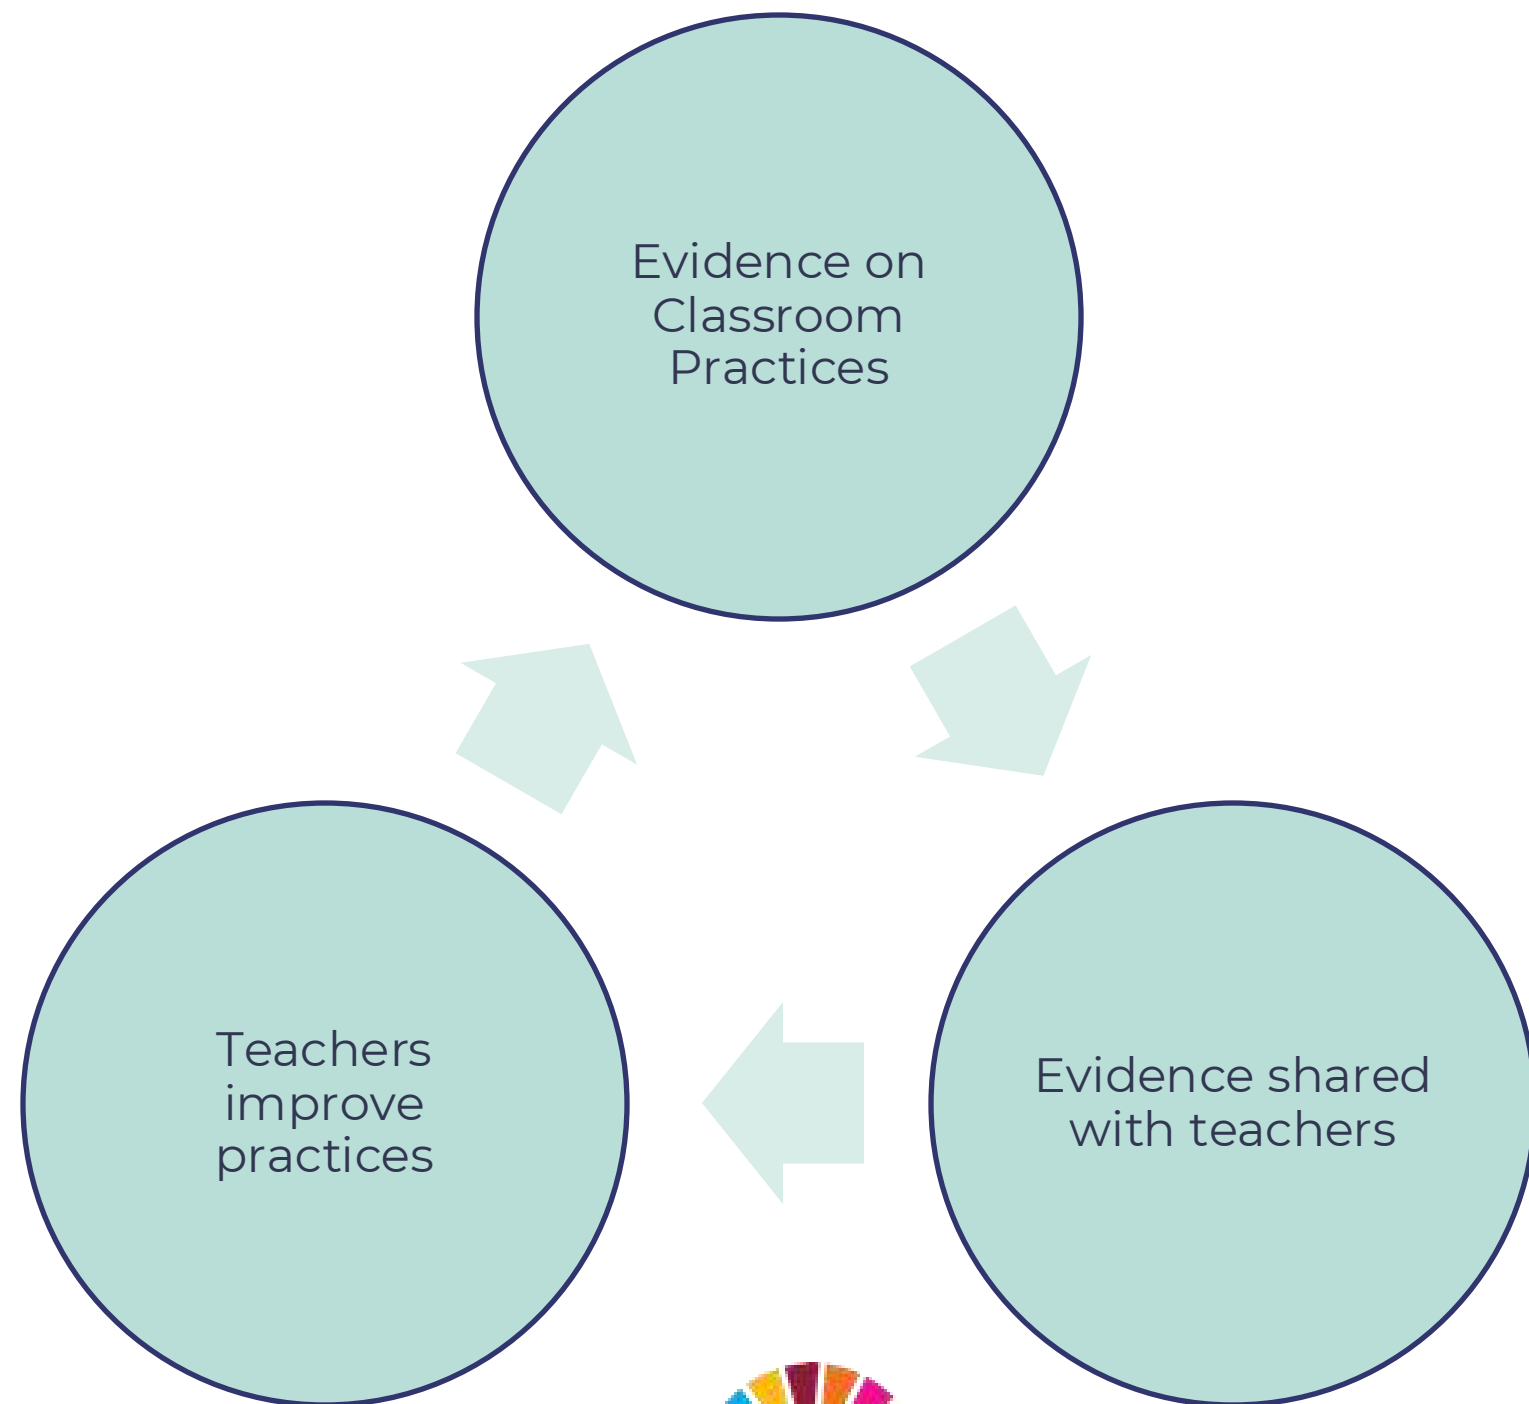 Evidence on
Classroom
Practices
Evidence shared
with teachers
Teachers
improve
practices